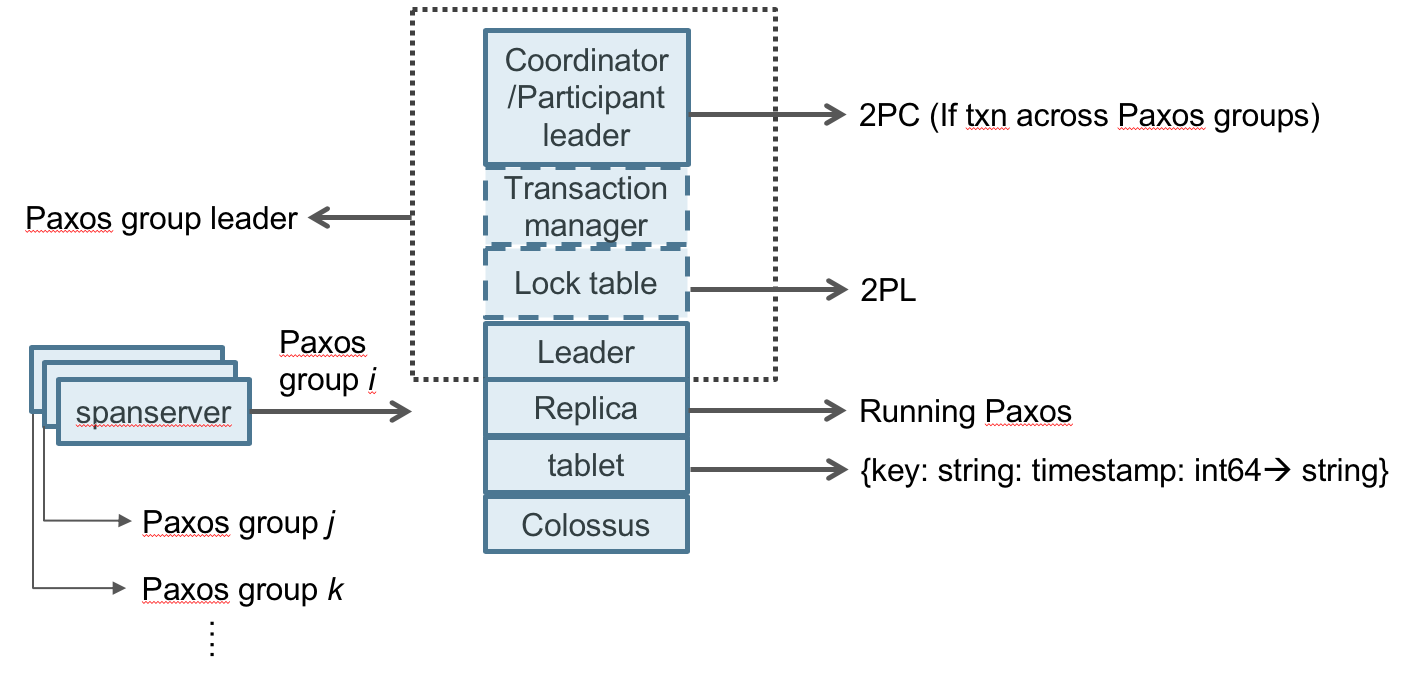 Coordinator
/Participant
leader
2PC (If txn across Paxos groups)
Transaction
manager
Paxos group leader
Lock table
2PL
Paxos
group i
Leader
spanserver
Replica
Running Paxos
tablet
{key: string: timestamp: int64→ string}
Paxos group j
Colossus
Paxos group k